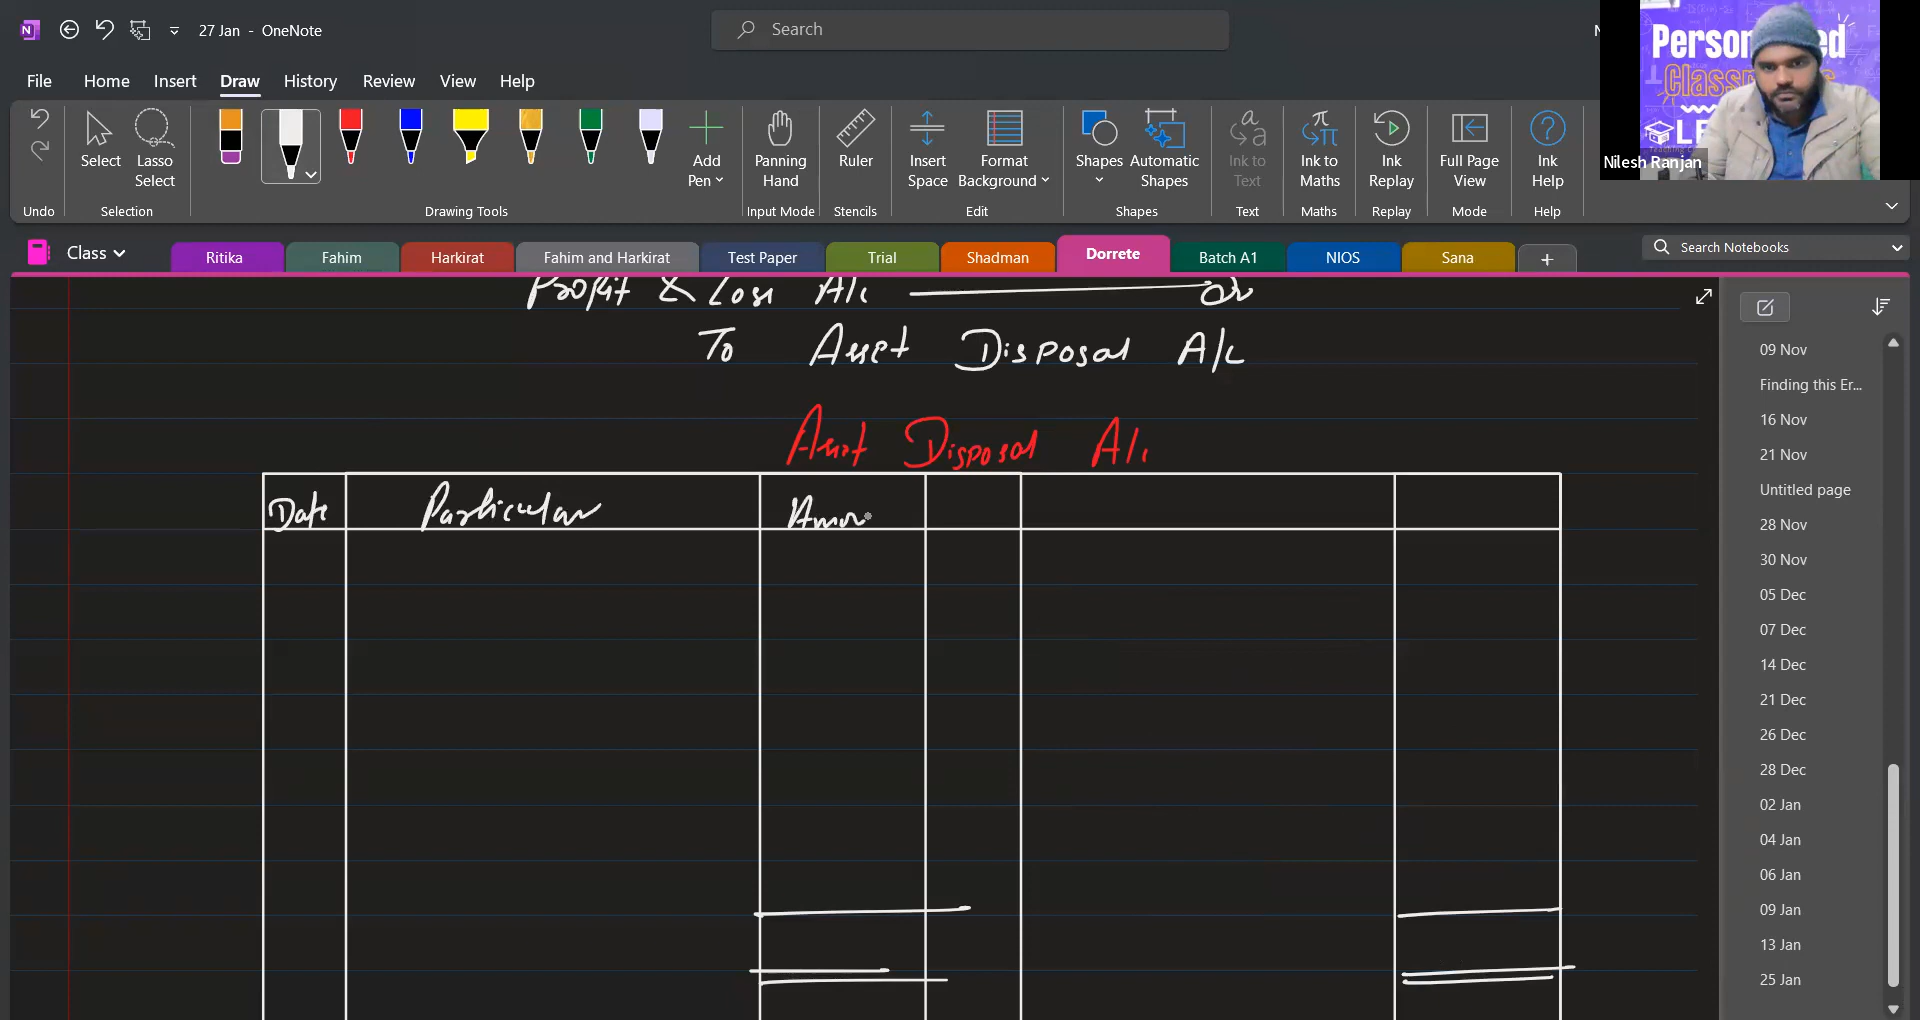 27 Jan - OneNote
Search
File Home Insert Draw History Review View Help
Select
Lasso Select
Add Pen
Panning Hand
Ruler
Insert Space
Format Background
Shapes
Automatic Shapes
Ink to Text
Ink to Maths
Ink Replay
Full Page View
Ink Help
Undo Selection Drawing Tools Input Mode Stencils Edit Shapes Text Maths Replay Mode Help
Nilesh Ranjan
Class
Ritika Fahim Harkirat Fahim and Harkirat Test Paper Trial Shadman Dorrete Batch A1 NIOS Sana
Search Notebooks
Profit & Loss A/c Dr
To Asset Disposal A/c
Asset Disposal A/c
Date Particular Amou
09 Nov
Finding this Er...
16 Nov
21 Nov
Untitled page
28 Nov
30 Nov
05 Dec
07 Dec
14 Dec
21 Dec
26 Dec
28 Dec
02 Jan
04 Jan
06 Jan
09 Jan
13 Jan
25 Jan